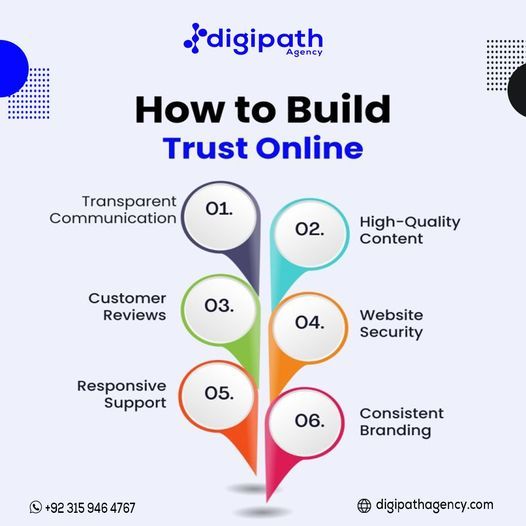 digipath
Agency
How to Build
Trust Online
01.
Transparent
Communication
02.
High-Quality
Content
03.
Customer
Reviews
04.
Website
Security
05.
Responsive
Support
06.
Consistent
Branding
+92 315 946 4767
digipathagency.com